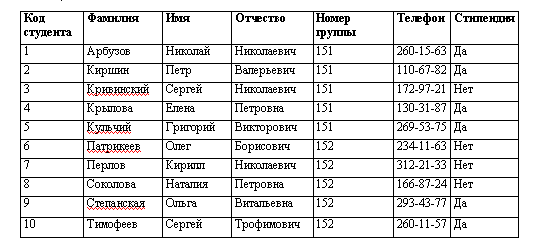 Код студента Фамилия Имя Отчество Номер группы Телефон Стипендия
1 Арбузов Николай Николаевич 151 260-15-63 Да
2 Киршин Петр Валерьевич 151 110-67-82 Да
3 Кривинский Сергей Николаевич 151 172-97-21 Нет
4 Крылова Елена Петровна 151 130-31-87 Да
5 Кульчий Григорий Викторович 151 269-53-75 Да
6 Патрикеев Олег Борисович 152 234-11-63 Нет
7 Перлов Кирилл Николаевич 152 312-21-33 Нет
8 Соколова Наталия Петровна 152 166-87-24 Нет
9 Степанская Ольга Витальевна 152 293-43-77 Да
10 Тимофеев Сергей Трофимович 152 260-11-57 Да